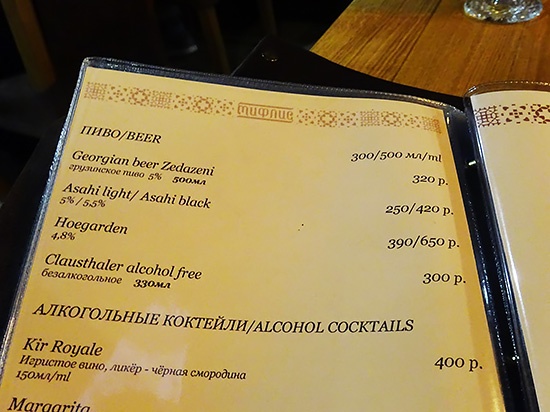 тифлис
ПИВО/BEER
300/500 мл/ml
Georgian beer Zedazeni 320 р.
грузинское пиво 5% 500мл
Asahi light/ Asahi black 250/420 р.
5% / 5,5%
Hoegarden 390/650 р.
4,8%
Clausthaler alcohol free 300 р.
безалкогольное 330мл
АЛКОГОЛЬНЫЕ КОКТЕЙЛИ/ALCOHOL COCKTAILS
Kir Royale 400 р.
Игристое вино, ликёр - чёрная смородина
150мл/ml
Margarita